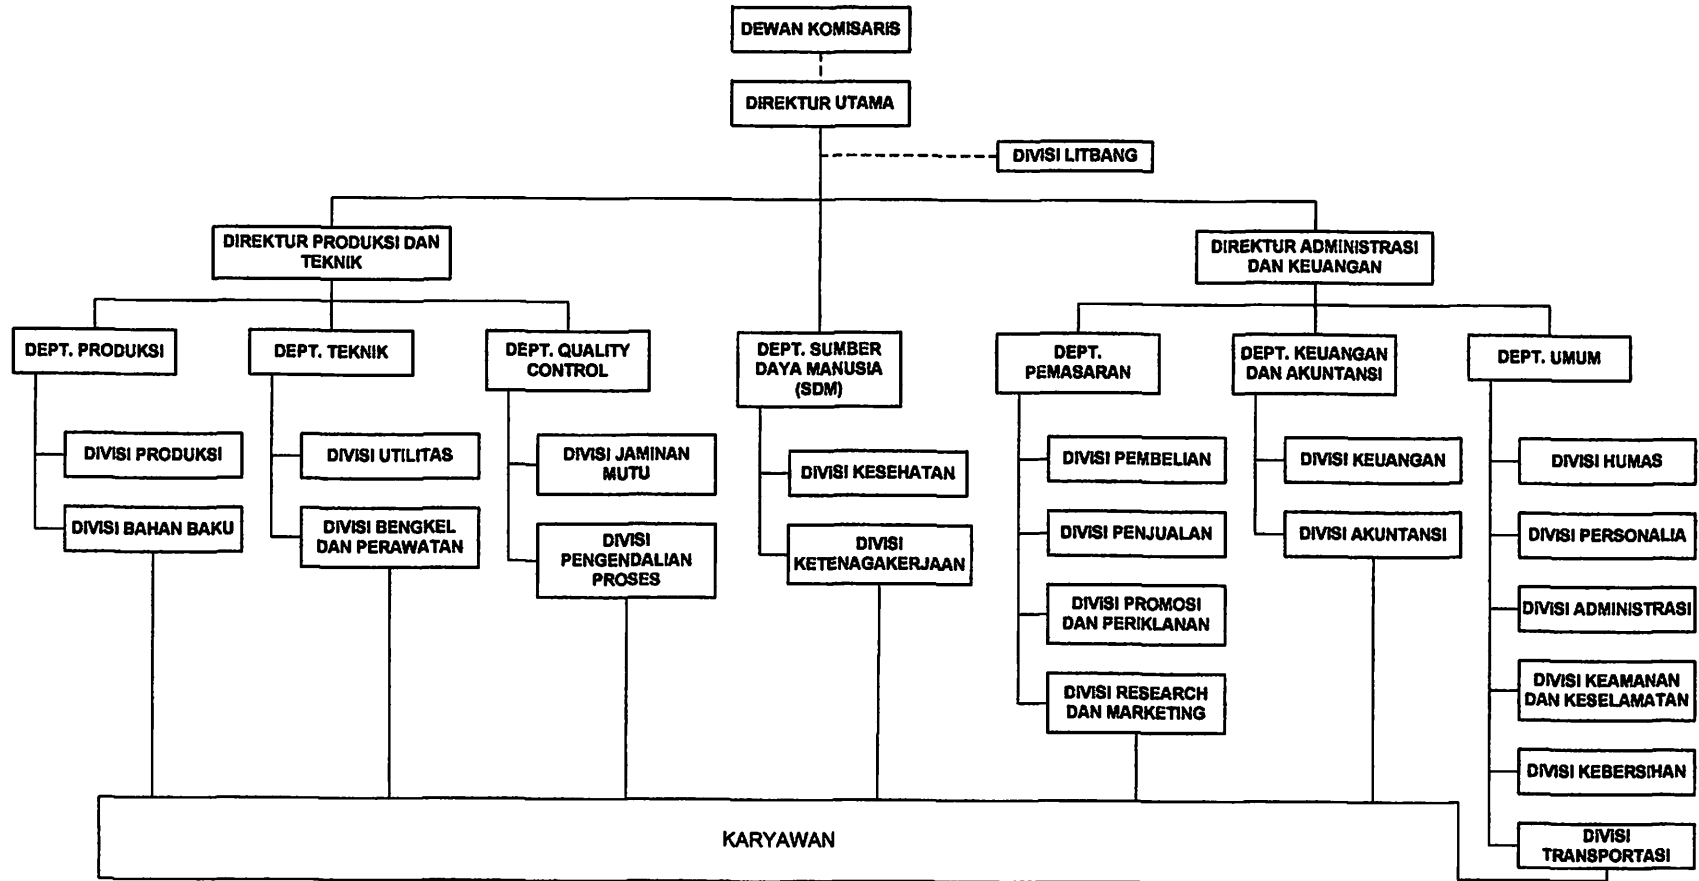 DEWAN KOMISARIS
DIREKTUR UTAMA
DIVISI LITBANG
DIREKTUR PRODUKSI DAN
TEKNIK
DIREKTUR ADMINISTRASI
DAN KEUANGAN
DEPT. PRODUKSI
DEPT. TEKNIK
DEPT. QUALITY
CONTROL
DEPT. SUMBER
DAYA MANUSIA
(SDM)
DEPT.
PEMASARAN
DEPT. KEUANGAN
DAN AKUNTANSI
DEPT. UMUM
DIVISI PRODUKSI
DIVISI BAHAN BAKU
DIVISI UTILITAS
DIVISI BENGKEL
DAN PERAWATAN
DIVISI JAMINAN
MUTU
DIVISI
PENGENDALIAN
PROSES
DIVISI KESEHATAN
DIVISI
KETENAGAKERJAAN
DIVISI PEMBELIAN
DIVISI PENJUALAN
DIVISI PROMOSI
DAN PERIKLANAN
DIVISI RESEARCH
DAN MARKETING
DIVISI KEUANGAN
DIVISI AKUNTANSI
DIVISI HUMAS
DIVISI PERSONALIA
DIVISI ADMINISTRASI
DIVISI KEAMANAN
DAN KESELAMATAN
DIVISI KEBERSIHAN
DIVISI
TRANSPORTASI
KARYAWAN